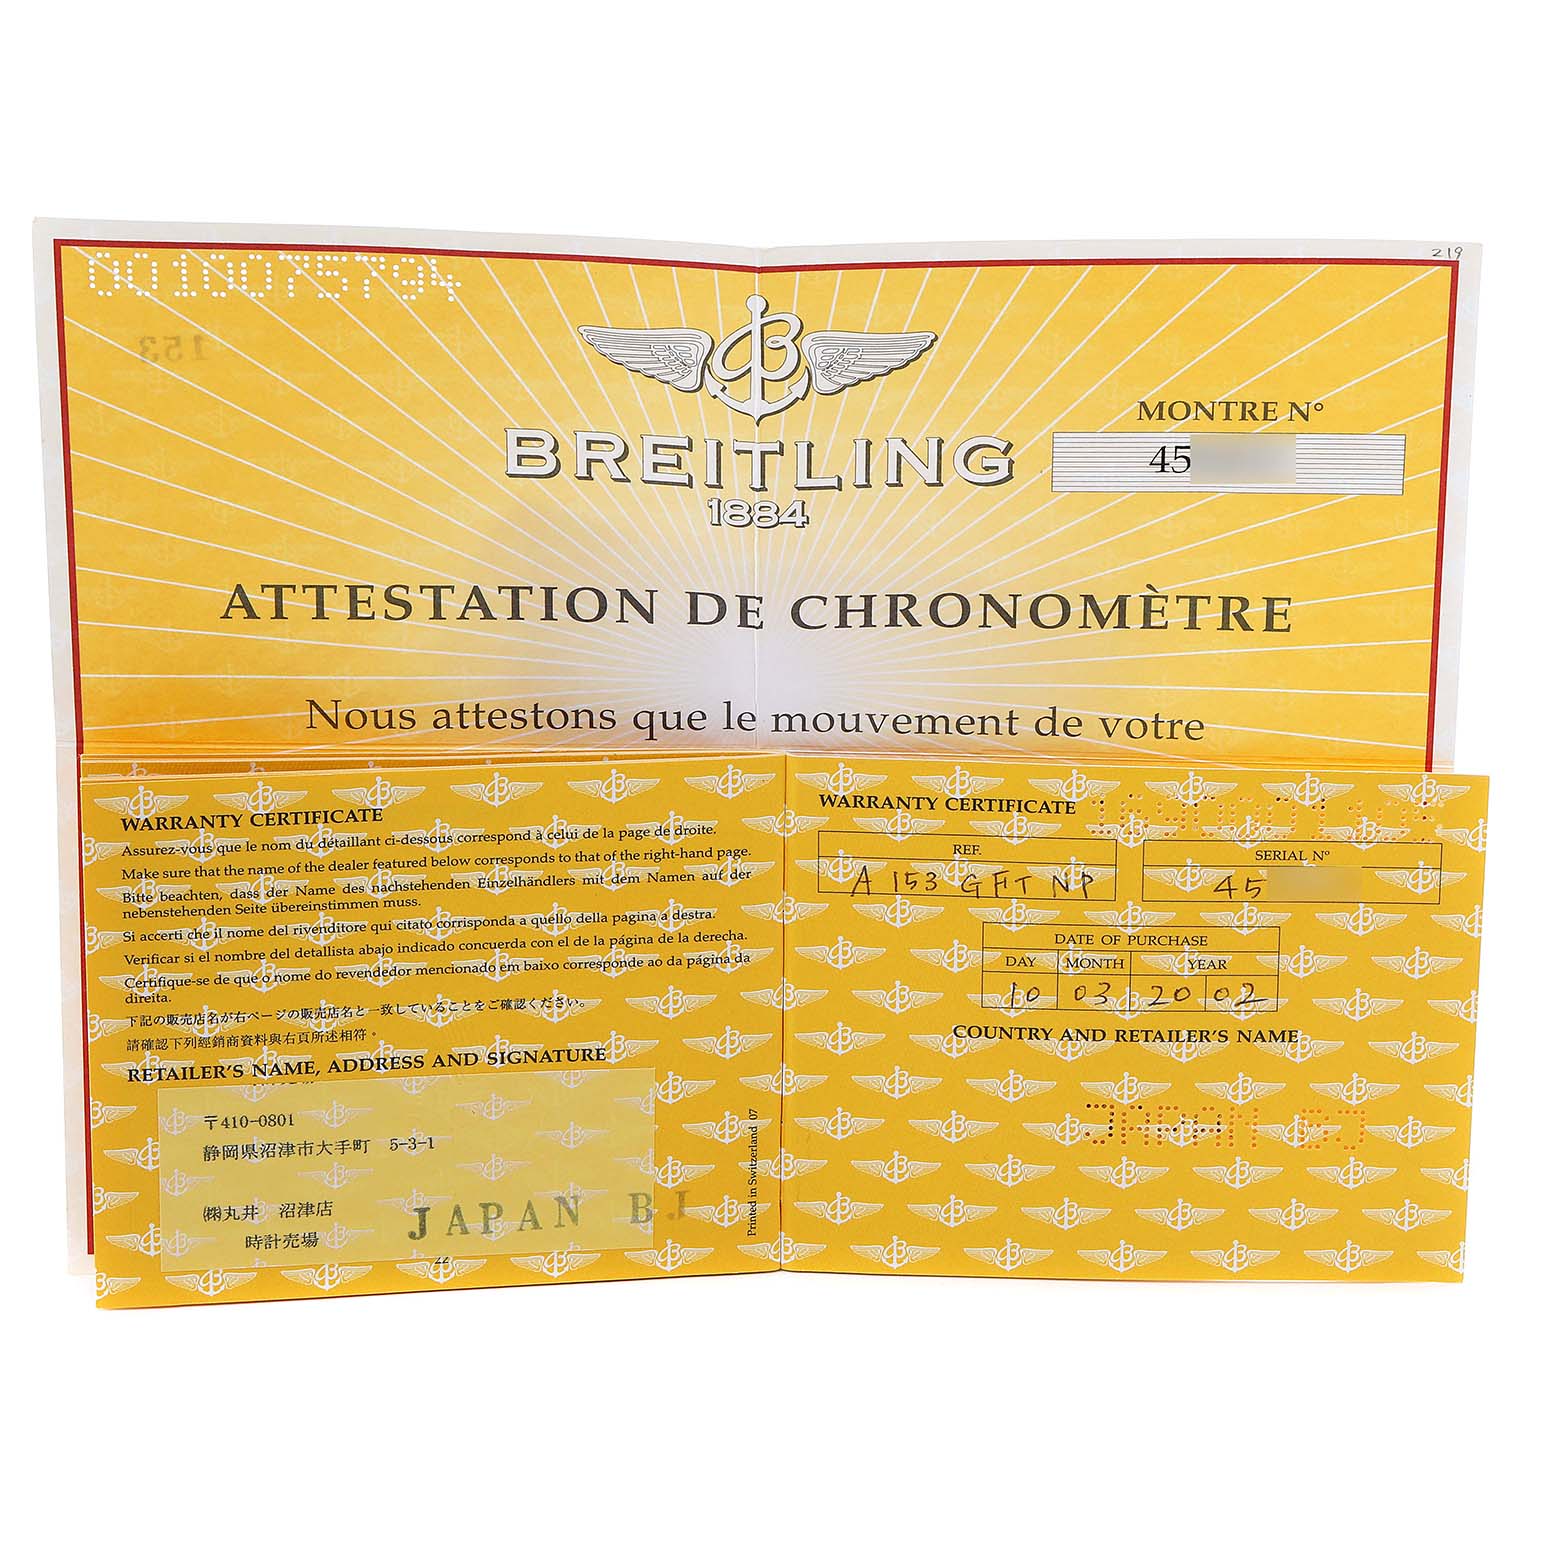 0010075794
219
153
BREITLING
1884
MONTRE N°
45
ATTESTATION DE CHRONOMÈTRE
Nous attestons que le mouvement de votre
WARRANTY CERTIFICATE
Assurez-vous que le nom du détaillant ci-dessous correspond à celui de la page de droite.
Make sure that the name of the dealer featured below corresponds to that of the right-hand page.
Bitte beachten, dass der Name des nachstehenden Einzelhändlers mit dem Namen auf der
nebenstehenden Seite übereinstimmen muss.
Si accerti che il nome del rivenditore qui citato corrisponda a quello della pagina a destra.
Verificar si el nombre del detallista abajo indicado concuerda con el de la página de la derecha.
Certifique-se de que o nome do revendedor mencionado em baixo corresponde ao da página da
direita.
下記の販売店名が右ページの販売店名と一致していることをご確認ください。
請確認下列經銷商資料與右頁所述相符。
RETAILER'S NAME, ADDRESS AND SIGNATURE
〒410-0801
静岡県沼津市大手町 5-3-1
㈱丸井 沼津店
時計売場
JAPAN BJ
22
Printed in Switzerland 07
WARRANTY CERTIFICATE
REF.
A 153 GFT NP
SERIAL N°
45
DATE OF PURCHASE
DAY MONTH YEAR
10 03 20 02
COUNTRY AND RETAILER'S NAME
JAPAN BJ